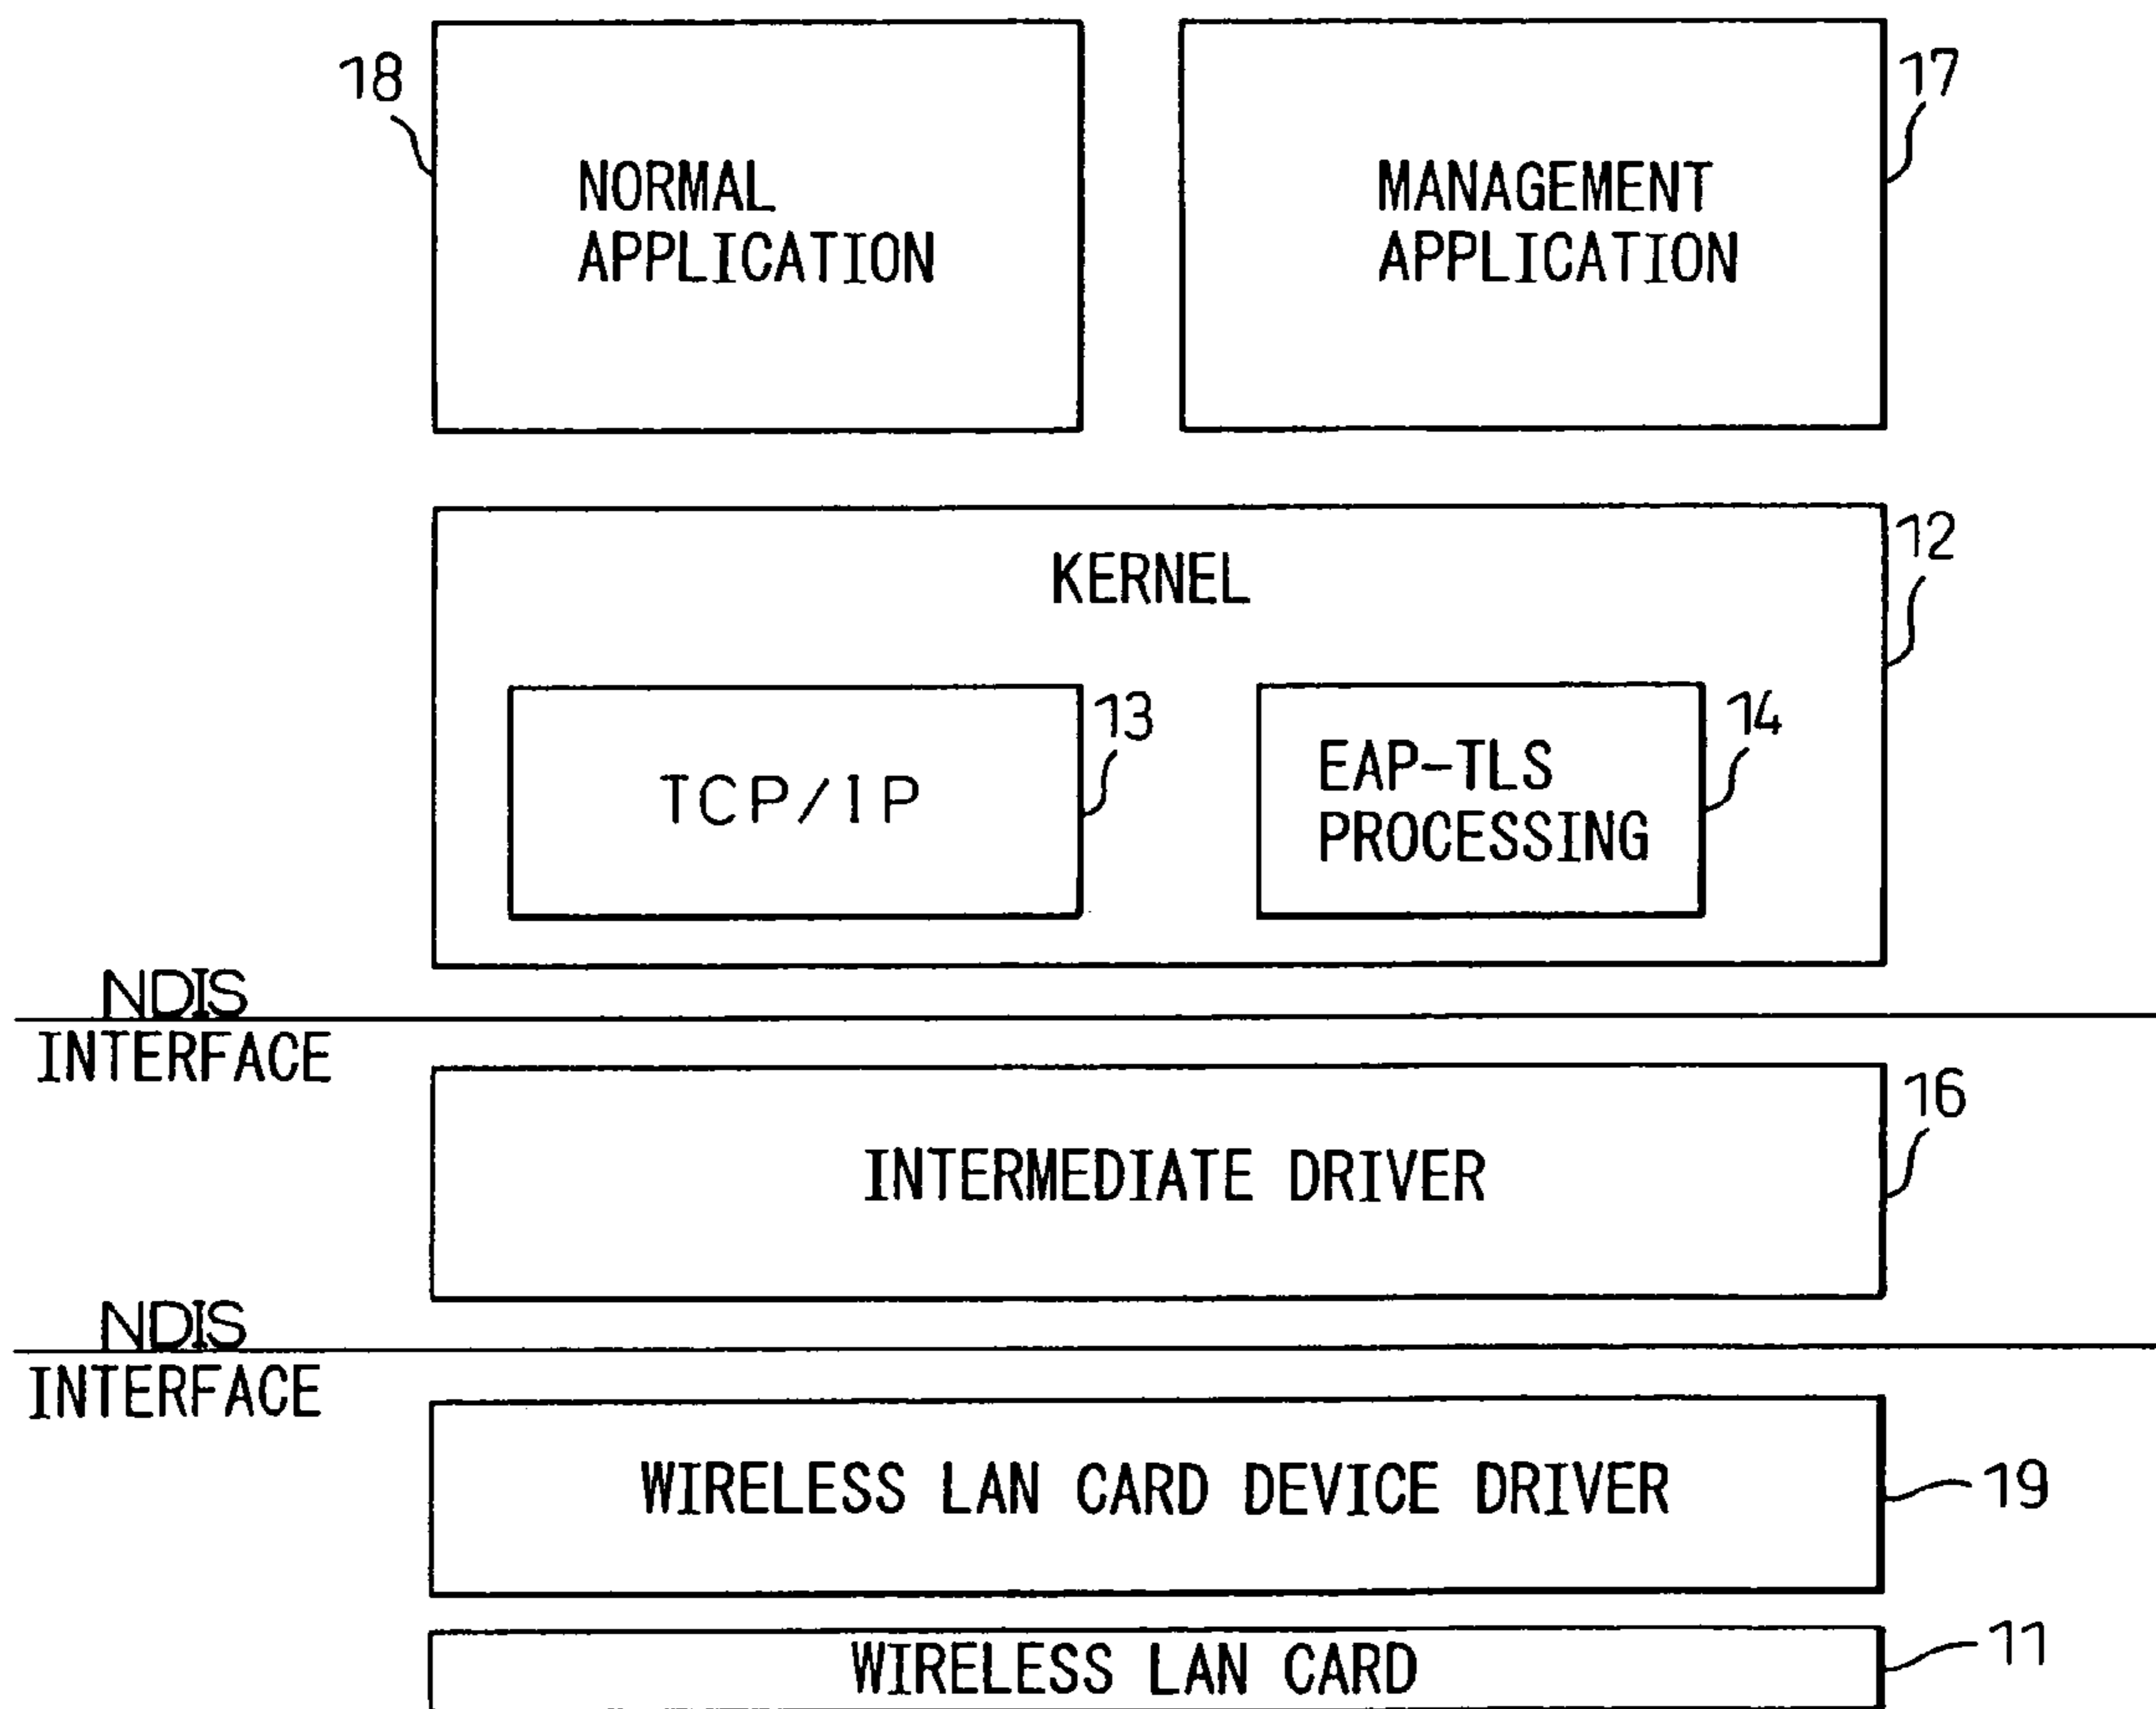 18
17
NORMAL
APPLICATION
MANAGEMENT
APPLICATION
12
KERNEL
13
14
TCP/IP
EAP-TLS
PROCESSING
NDIS
INTERFACE
16
INTERMEDIATE DRIVER
NDIS
INTERFACE
WIRELESS LAN CARD DEVICE DRIVER
19
WIRELESS LAN CARD
11